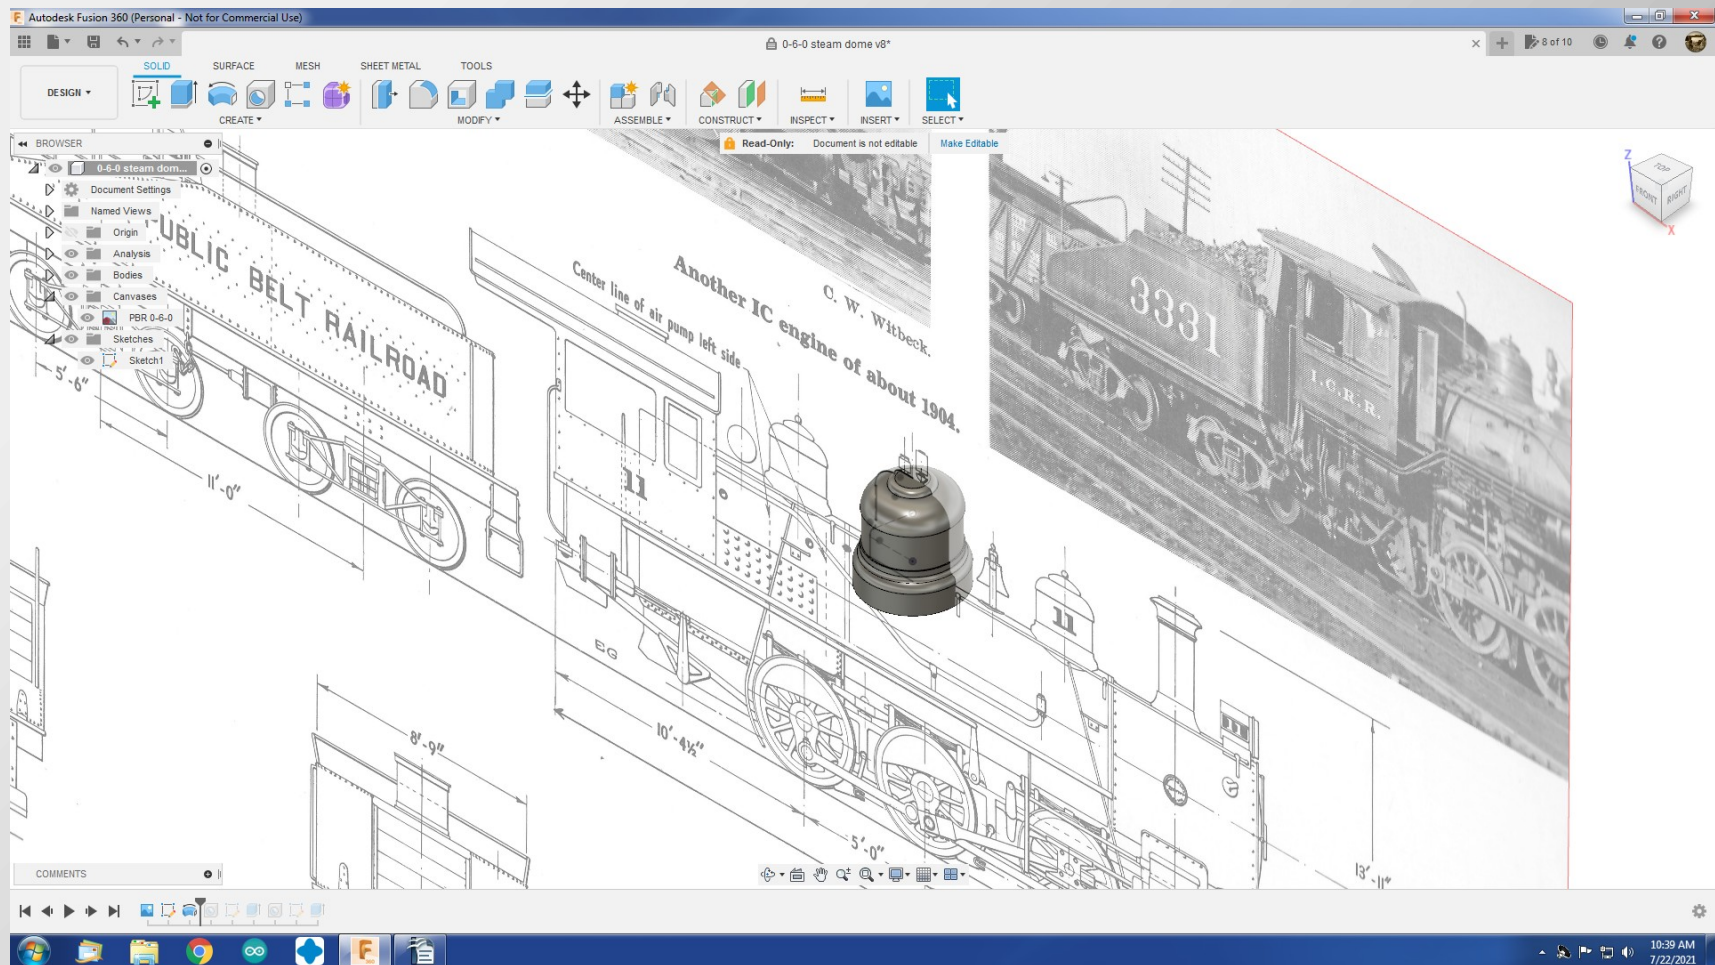 Autodesk Fusion 360 (Personal - Not for Commercial Use)
0-6-0 steam dome v8*
8 of 10
DESIGN
SOLID
SURFACE
MESH
SHEET METAL
TOOLS
CREATE
MODIFY
ASSEMBLE
CONSTRUCT
INSPECT
INSERT
SELECT
BROWSER
Read-Only:
Document is not editable
Make Editable
0-6-0 steam dom...
Document Settings
Named Views
Origin
Analysis
Bodies
Canvases
PBR 0-6-0
Sketches
Sketch1
Z
TOP
FRONT
RIGHT
X
PUBLIC BELT RAILROAD
Center line of air pump left side
Another IC engine of about 1904.
C. W. Witbeck.
3331
I.C.R.R.
11
11
5'-6"
11'-0"
EG
8'-9"
10'-4½"
5'-0"
13'-11"
COMMENTS
10:39 AM
7/22/2021